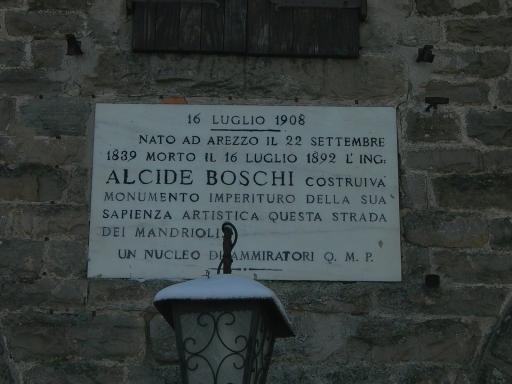 16 LUGLIO 1908
NATO AD AREZZO IL 22 SETTEMBRE
1839 MORTO IL 16 LUGLIO 1892 L'ING:
ALCIDE BOSCHI COSTRUIVA
MONUMENTO IMPERITURO DELLA SUA
SAPIENZA ARTISTICA QUESTA STRADA
DEI MANDRIOLI.
UN NUCLEO DI AMMIRATORI Q. M. P.